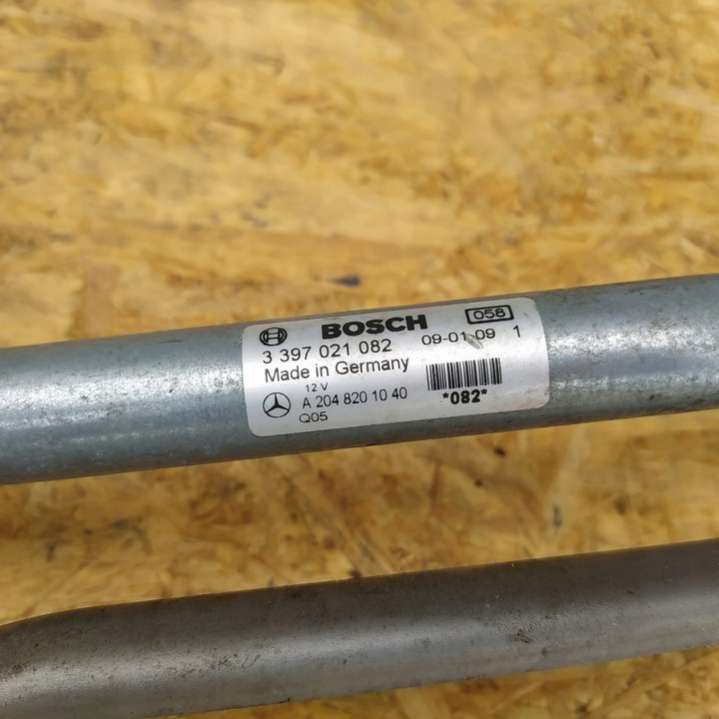 BOSCH 056
3 397 021 082 09-01-09 1
Made in Germany
12 V
A 204 820 10 40 *082*
Q05